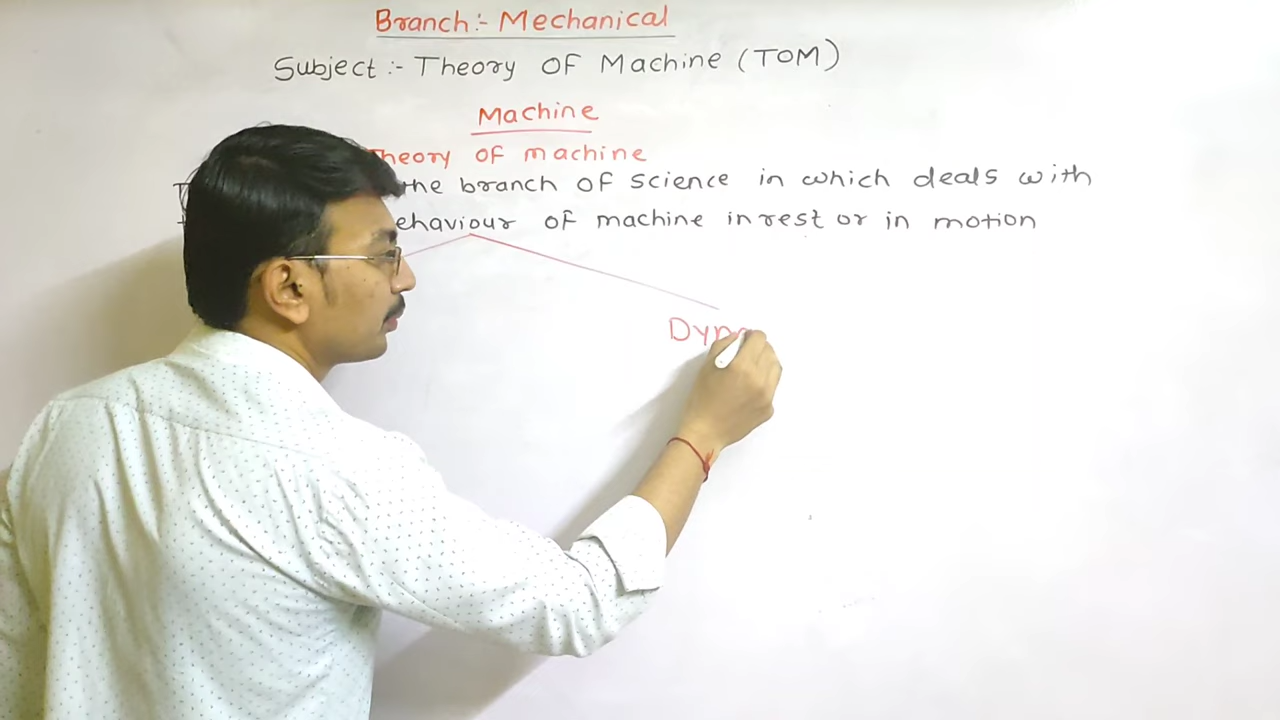 Branch:- Mechanical
Subject:- Theory OF Machine (TOM)
Machine
Theory OF machine
the branch OF science in which deals with
ehaviour OF machine in rest or in motion
Dyn